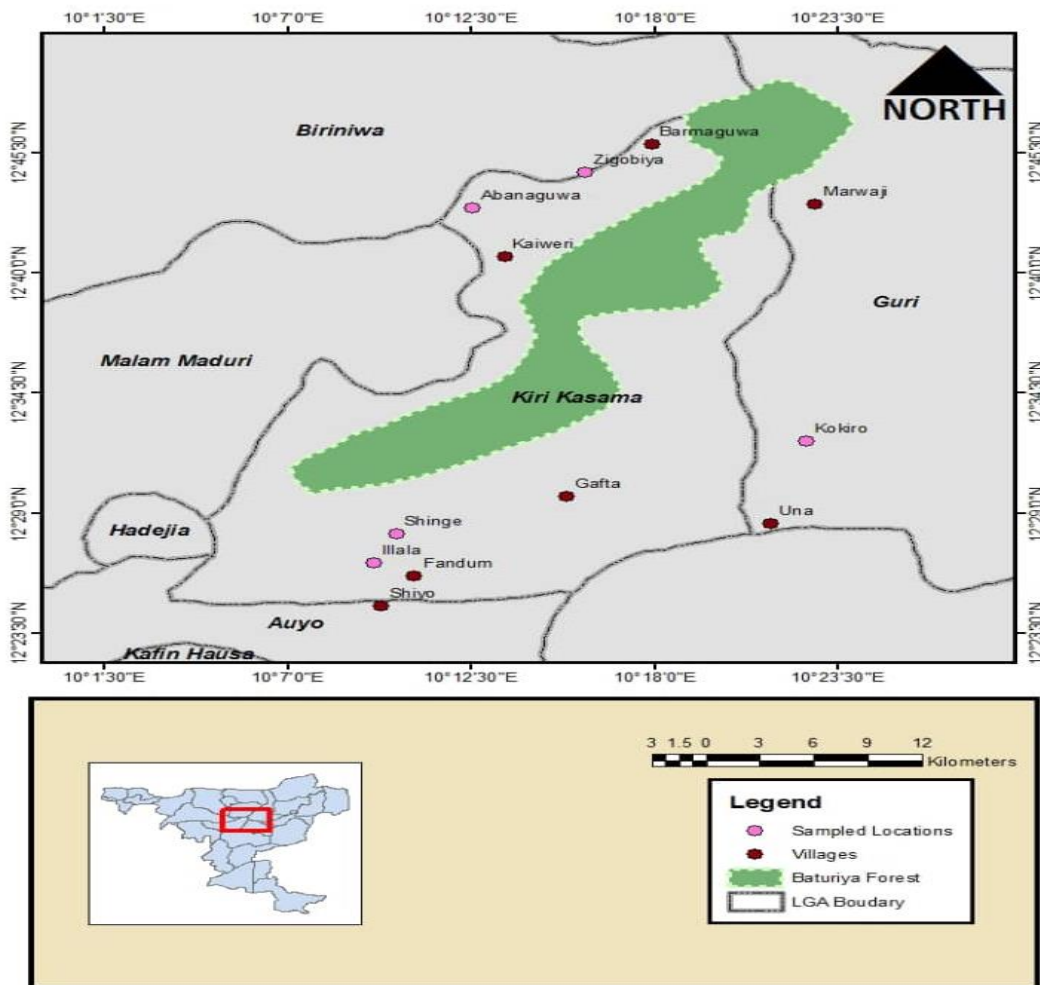 10°1'30"E 10°7'0"E 10°12'30"E 10°18'0"E 10°23'30"E
NORTH
Biriniwa
Barmaguwa
12°45'30"N 12°45'30"N
Zigobiya
Abanaguwa
Marwaji
Kaiweri
12°40'0"N 12°40'0"N
Guri
Malam Maduri
12°34'30"N 12°34'30"N
Kiri Kasama
Kokiro
Gafta
12°29'0"N 12°29'0"N
Una
Shinge
Hadejia
Illala
Fandum
Shiyo
Auyo
12°23'30"N 12°23'30"N
Kafin Hausa
10°1'30"E 10°7'0"E 10°12'30"E 10°18'0"E 10°23'30"E
3 1.5 0 3 6 9 12
Kilometers
Legend
Sampled Locations
Villages
Baturiya Forest
LGA Boudary